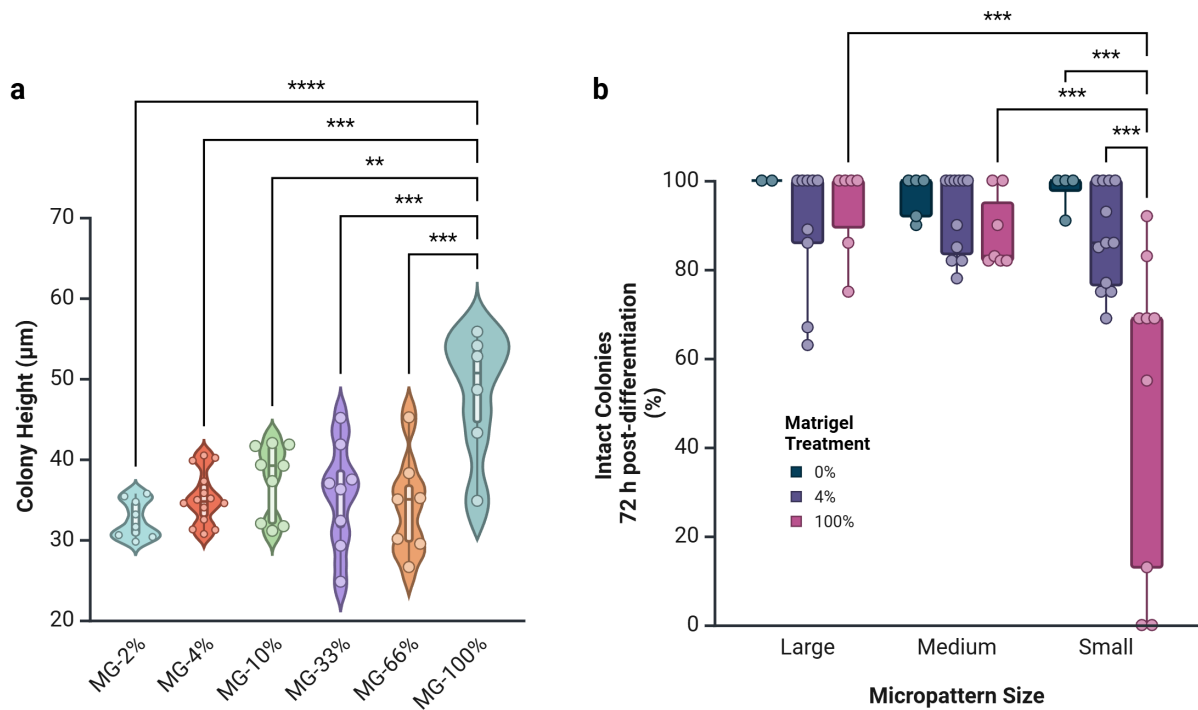 a
****
***
**
***
***
70
60
50
40
30
20
Colony Height (μm)
MG-2%
MG-4%
MG-10%
MG-33%
MG-66%
MG-100%
b
***
***
***
***
100
80
60
40
20
0
Intact Colonies
72 h post-differentiation
(%)
Matrigel
Treatment
0%
4%
100%
Large
Medium
Small
Micropattern Size